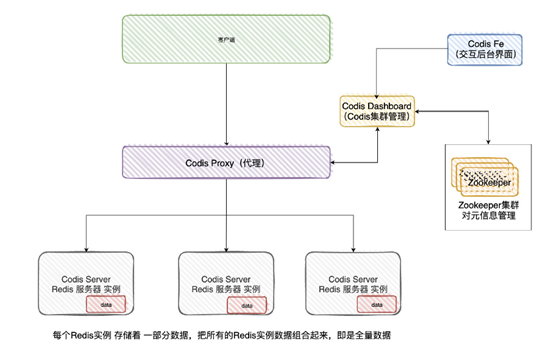 客户端
Codis Fe
（交互后台界面）
Codis Dashboard
（Codis集群管理）
Codis Proxy（代理）
Zookeeper
Zookeeper集群
对元信息管理
Codis Server
Redis 服务器 实例
data
Codis Server
Redis 服务器 实例
data
Codis Server
Redis 服务器 实例
data
每个Redis实例 存储着 一部分数据，把所有的Redis实例数据组合起来，即是全量数据